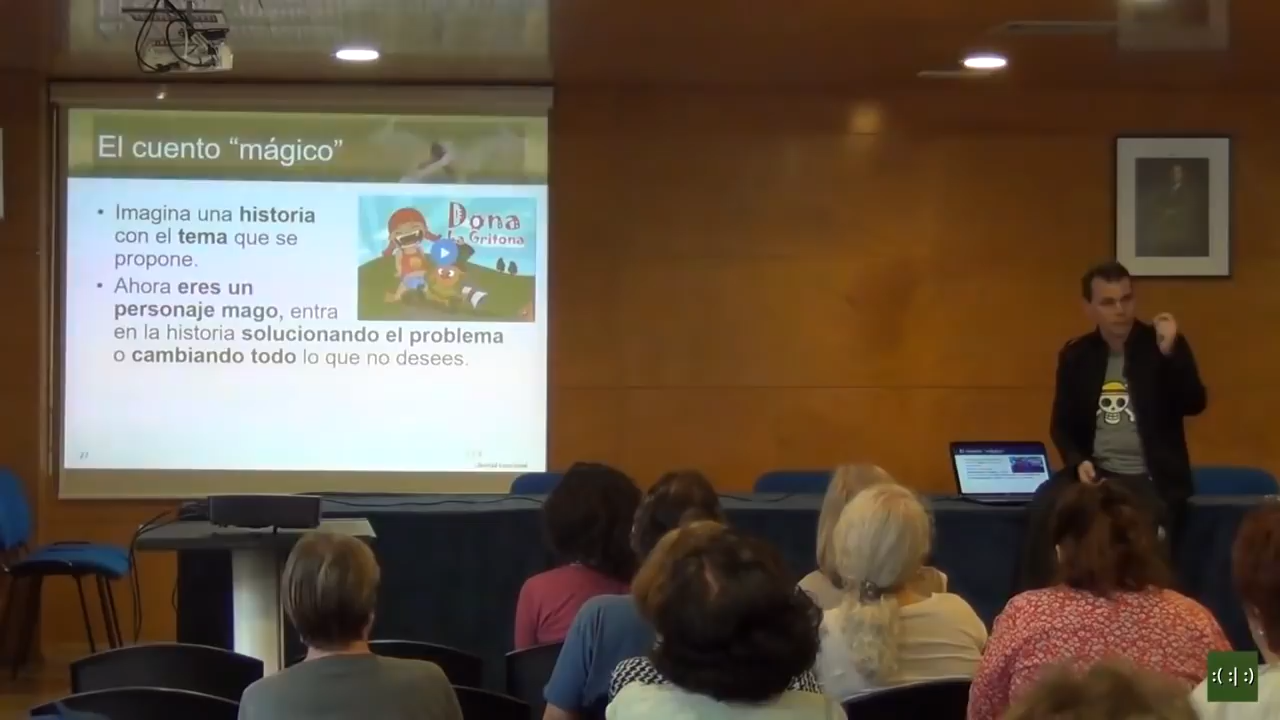 El cuento “mágico”
• Imagina una historia
con el tema que se
propone.
• Ahora eres un
personaje mago, entra
en la historia solucionando el problema
o cambiando todo lo que no desees.
Dona
La Gritona
27
:( :| :)